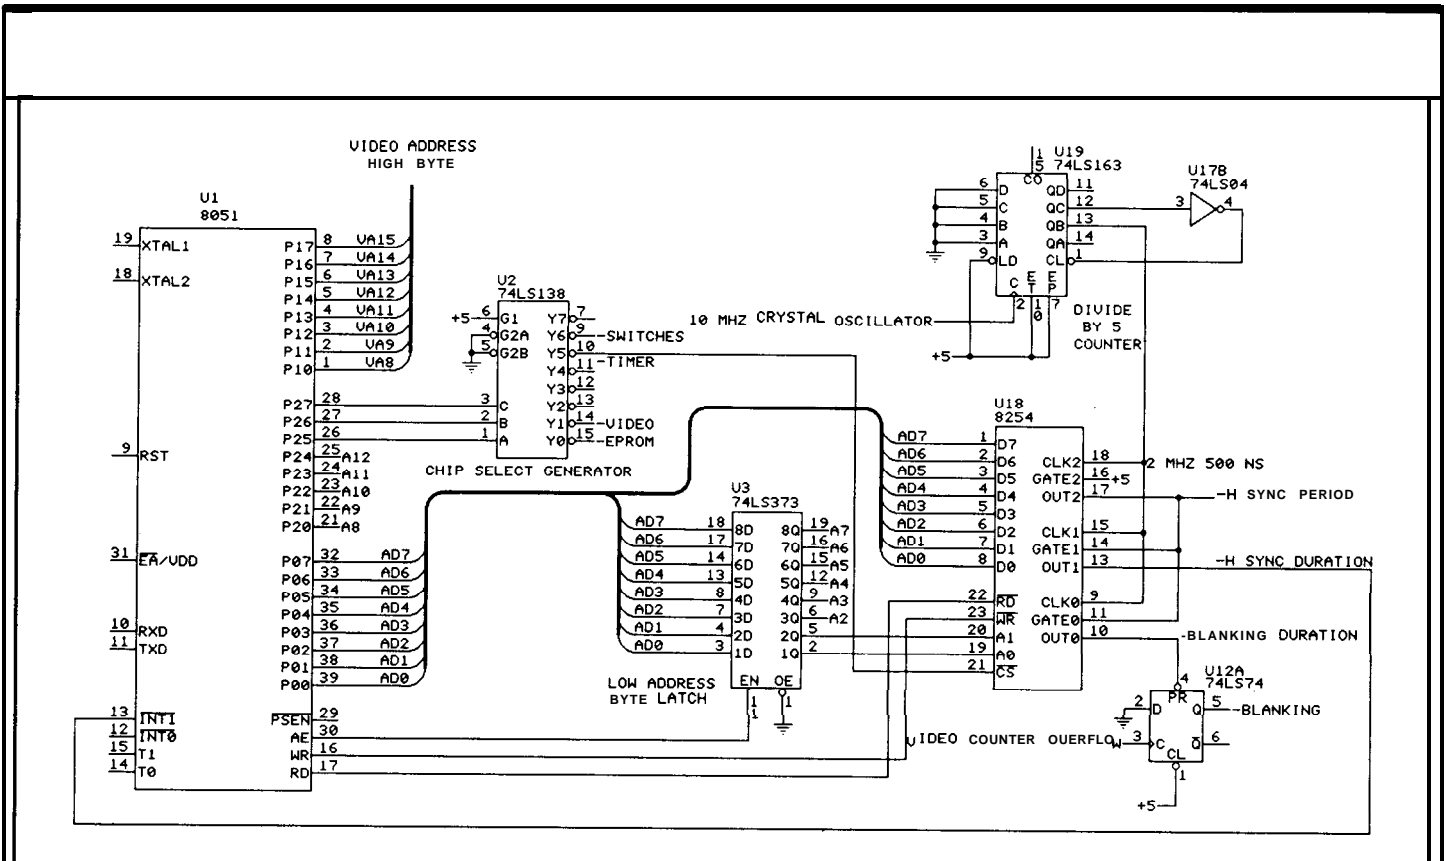 VIDEO ADDRESS
HIGH BYTE
U1
8051
19 XTAL1
18 XTAL2
9 RST
31 EA/VDD
10 RXD
11 TXD
13 INT1
12 INT0
15 T1
14 T0
P17 8 VA15
P16 7 VA14
P15 6 VA13
P14 5 VA12
P13 4 VA11
P12 3 VA10
P11 2 VA9
P10 1 VA8
P27 28
P26 27
P25 26
P24 25 A12
P23 24 A11
P22 23 A10
P21 22 A9
P20 21 A8
P07 32 AD7
P06 33 AD6
P05 34 AD5
P04 35 AD4
P03 36 AD3
P02 37 AD2
P01 38 AD1
P00 39 AD0
PSEN 29
AE 30
WR 16
RD 17
U2
74LS138
+5 6 G1 Y7 7
4 G2A Y6 9 -SWITCHES
5 G2B Y5 10
-TIMER
Y4 11
Y3 12
3 C Y2 13
2 B Y1 14 -VIDEO
1 A Y0 15 -EPROM
CHIP SELECT GENERATOR
U3
74LS373
AD7 18 8D 8Q 19 A7
AD6 17 7D 7Q 16 A6
AD5 14 6D 6Q 15 A5
AD4 13 5D 5Q 12 A4
AD3 8 4D 4Q 9 A3
AD2 7 3D 3Q 6 A2
AD1 4 2D 2Q 5
AD0 3 1D 1Q 2
EN OE
11 1
LOW ADDRESS
BYTE LATCH
U19
74LS163
15
CO
6 D QD 11
5 C QC 12
4 B QB 13
3 A QA 14
9 LD CL 1
C ET EP
2 10 7
10 MHZ CRYSTAL OSCILLATOR
+5
DIVIDE
BY 5
COUNTER
U17B
74LS04
3 4
U18
8254
AD7 1 D7
AD6 2 D6 CLK2 18 2 MHZ 500 NS
AD5 3 D5 GATE2 16 +5
AD4 4 D4 OUT2 17 -H SYNC PERIOD
AD3 5 D3
AD2 6 D2 CLK1 15
AD1 7 D1 GATE1 14
AD0 8 D0 OUT1 13 -H SYNC DURATION
22 RD CLK0 9
23 WR GATE0 11
20 A1 OUT0 10 -BLANKING DURATION
19 A0
21 CS
U12A
74LS74
4
PR
2 D Q 5 -BLANKING
VIDEO COUNTER OVERFLOW 3 C Q 6
CL
1
+5